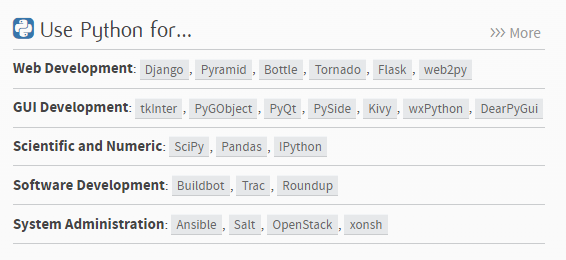 Use Python for...
>>> More
Web Development: Django, Pyramid, Bottle, Tornado, Flask, web2py
GUI Development: tkInter, PyGObject, PyQt, PySide, Kivy, wxPython, DearPyGui
Scientific and Numeric: SciPy, Pandas, IPython
Software Development: Buildbot, Trac, Roundup
System Administration: Ansible, Salt, OpenStack, xonsh